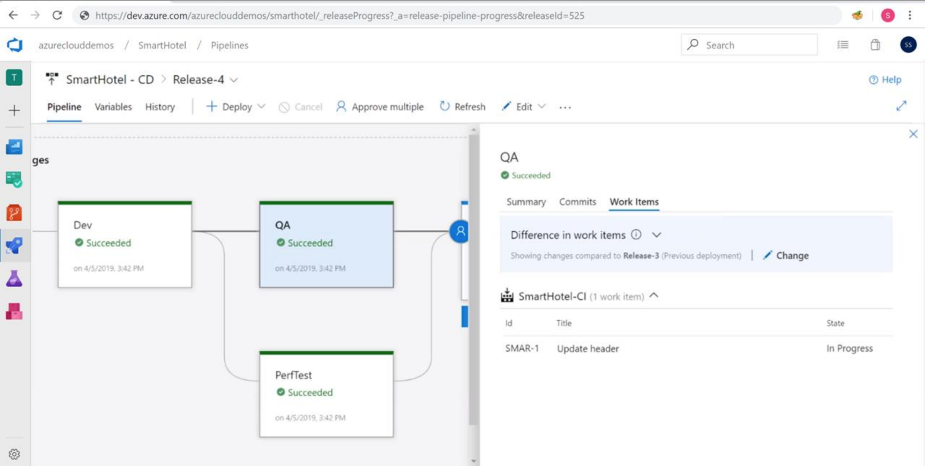 https://dev.azure.com/azureclouddemos/smarthotel/_releaseProgress?_a=release-pipeline-progress&releaseId=525
S
azureclouddemos / SmartHotel / Pipelines
Search
SS
T
SmartHotel - CD > Release-4
Help
Pipeline Variables History Deploy Cancel Approve multiple Refresh Edit ...
ges
QA
Succeeded
Summary Commits Work Items
Difference in work items
Showing changes compared to Release-3 (Previous deployment) | Change
SmartHotel-CI (1 work item)
Id Title State
SMAR-1 Update header In Progress
Dev
Succeeded
on 4/5/2019, 3:42 PM
QA
Succeeded
on 4/5/2019, 3:42 PM
PerfTest
Succeeded
on 4/5/2019, 3:42 PM